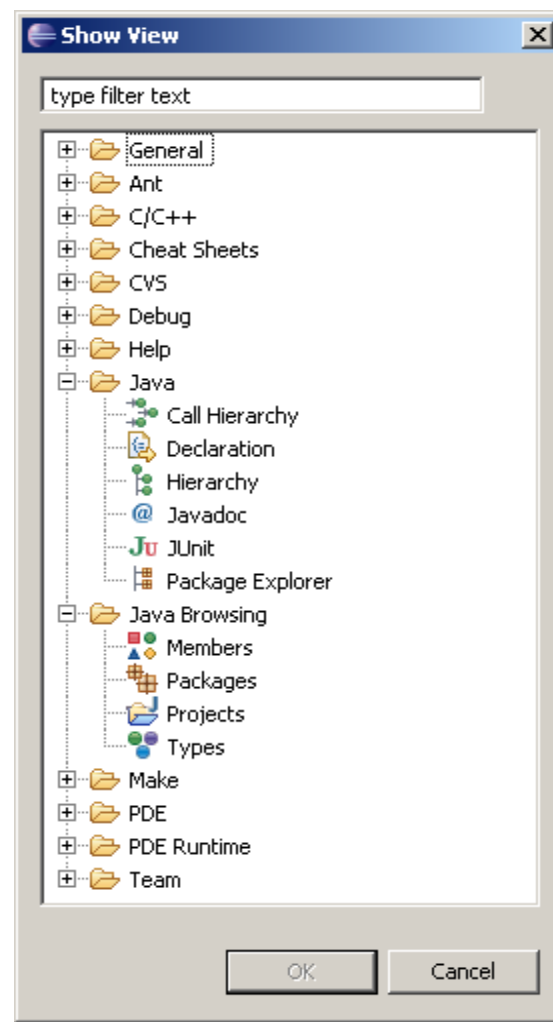 Show View
type filter text
General
Ant
C/C++
Cheat Sheets
CVS
Debug
Help
Java
Call Hierarchy
Declaration
Hierarchy
@ Javadoc
Ju JUnit
Package Explorer
Java Browsing
Members
Packages
Projects
Types
Make
PDE
PDE Runtime
Team
OK Cancel